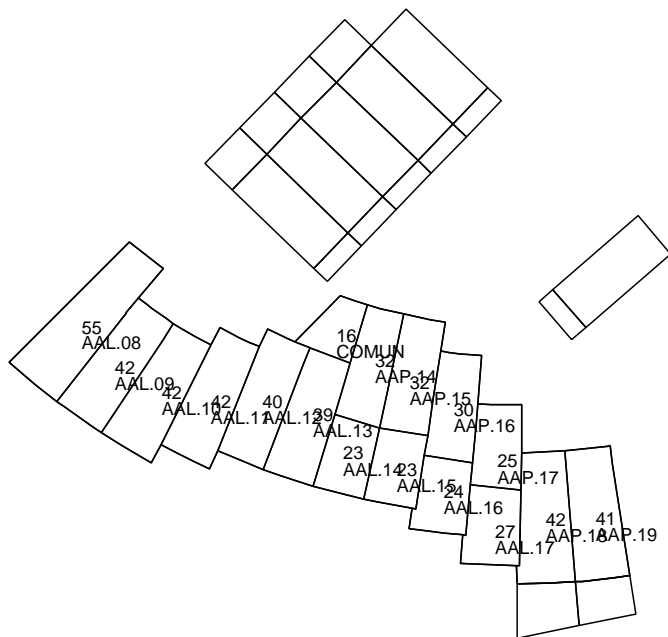 55
AAL.08
42
AAL.09
42
AAL.10
42
AAL.11
40
AAL.12
39
AAL.13
16
COMUN
32
AAP.14
32
AAP.15
30
AAP.16
23
AAL.14
23
AAL.15
24
AAL.16
25
AAP.17
27
AAL.17
42
AAP.18
41
AAP.19